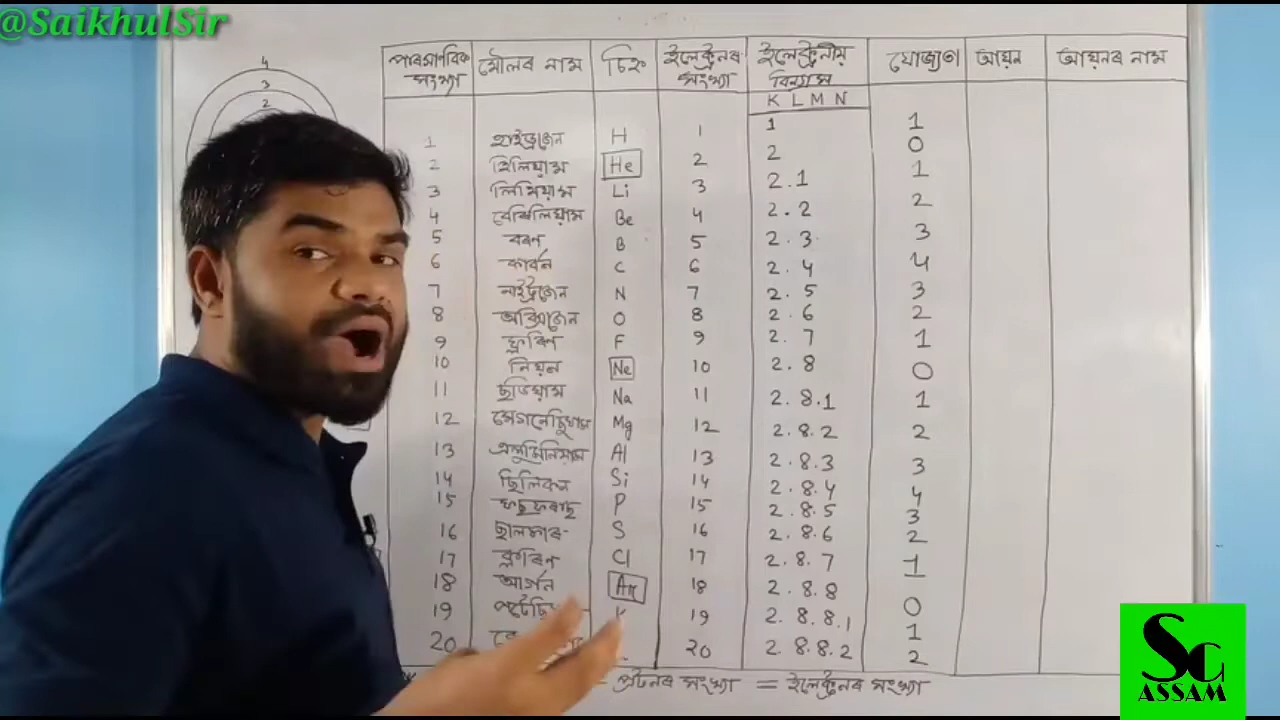 @SaikhulSir
4
3
2
পাৰমাণৱিক সংখ্যা মৌলৰ নাম চিহ্ন ইলেক্ট্ৰনৰ সংখ্যা ইলেক্ট্ৰনীয় বিন্যাস যোজ্যতা আয়ন আয়নৰ নাম
K L M N
1 হাইড্ৰজেন H 1 1 1
2 হিলিয়াম He 2 2 0
3 লিথিয়াম Li 3 2.1 1
4 বেৰিলিয়াম Be 4 2.2 2
5 বৰণ B 5 2.3 3
6 কাৰ্বন C 6 2.4 4
7 নাইট্ৰজেন N 7 2.5 3
8 অক্সিজেন O 8 2.6 2
9 ফ্লৰিণ F 9 2.7 1
10 নিয়ন Ne 10 2.8 0
11 ছডিয়াম Na 11 2.8.1 1
12 মেগনেছিয়াম Mg 12 2.8.2 2
13 এলুমিনিয়াম Al 13 2.8.3 3
14 ছিলিকন Si 14 2.8.4 4
15 ফছফৰাছ P 15 2.8.5 3
16 ছালফাৰ S 16 2.8.6 2
17 ক্লৰিণ Cl 17 2.8.7 1
18 আৰ্গন Ar 18 2.8.8 0
19 K 19 2.8.8.1 1
20 20 2.8.8.2 2
= প্ৰটনৰ সংখ্যা = ইলেক্ট্ৰনৰ সংখ্যা
SG
ASSAM